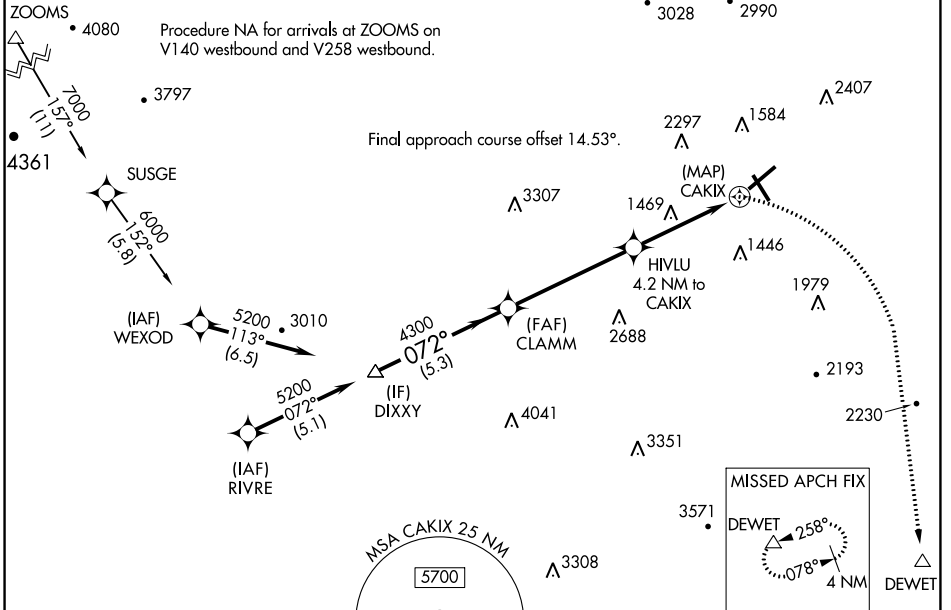 ZOOMS
4080
Procedure NA for arrivals at ZOOMS on
V140 westbound and V258 westbound.
3028
2990
7000
157°
(11)
3797
4361
Final approach course offset 14.53°.
2297
1584
2407
SUSGE
6000
152°
(5.8)
3307
1469
(MAP)
CAKIX
1446
HIVLU
4.2 NM to
CAKIX
1979
(IAF)
WEXOD
5200
113°
(6.5)
3010
4300
072°
(5.3)
(FAF)
CLAMM
2688
(IF)
DIXXY
2193
2230
5200
072°
(5.1)
(IAF)
RIVRE
4041
3351
3571
MISSED APCH FIX
DEWET
258°
078°
4 NM
DEWET
MSA CAKIX 25 NM
5700
3308